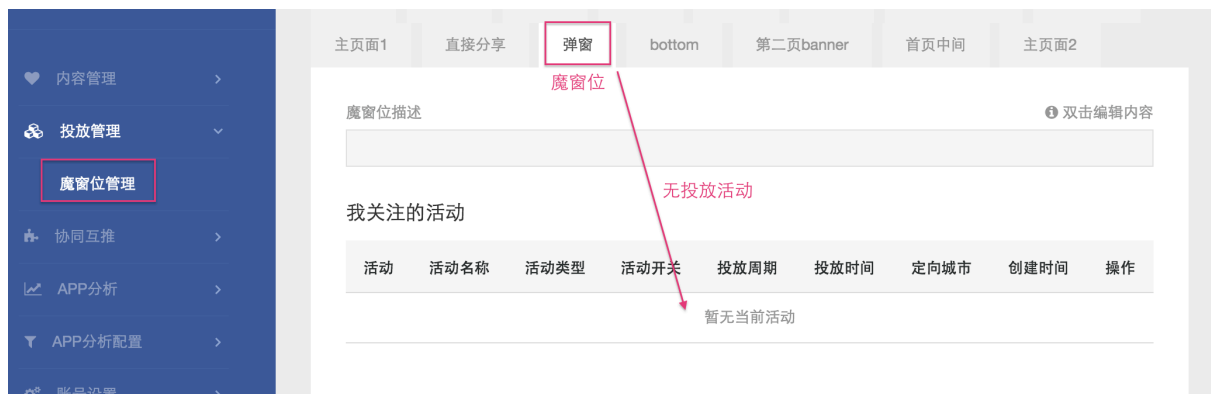 主页面1 直接分享 弹窗 bottom 第二页banner 首页中间 主页面2
魔窗位
内容管理
投放管理
魔窗位管理
协同互推
APP分析
APP分析配置
账号设置
魔窗位描述 双击编辑内容
无投放活动
我关注的活动
活动 活动名称 活动类型 活动开关 投放周期 投放时间 定向城市 创建时间 操作
暂无当前活动